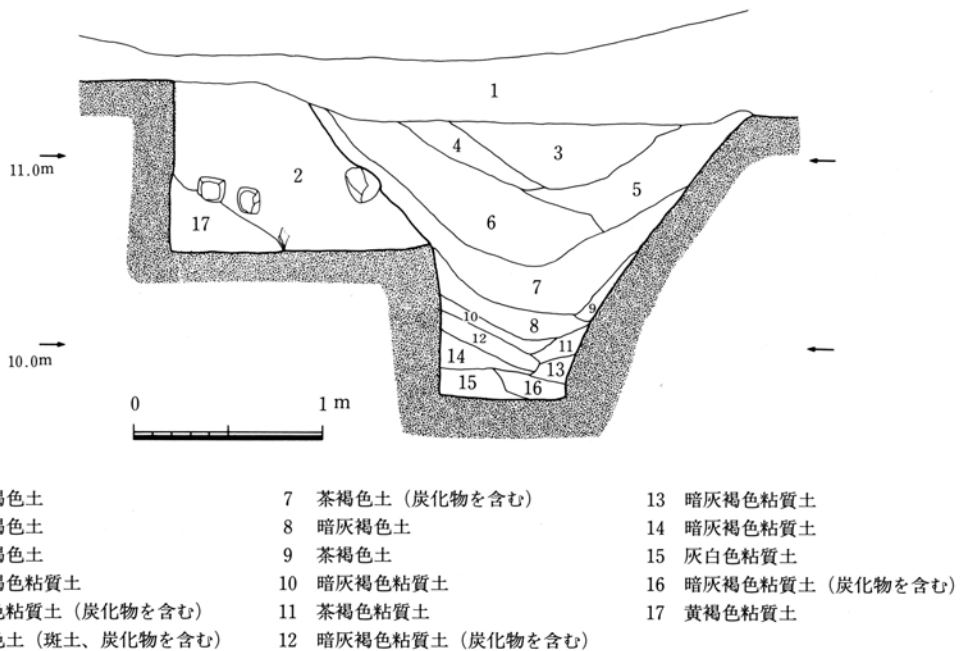 1
4
3
11.0m
2
5
17
6
7
9
10
8
12
11
10.0m
14
13
15
16
0 1 m
褐色土
褐色土
褐色土
褐色粘質土
色粘質土（炭化物を含む）
色土（斑土、炭化物を含む）
7 茶褐色土（炭化物を含む）
8 暗灰褐色土
9 茶褐色土
10 暗灰褐色粘質土
11 茶褐色粘質土
12 暗灰褐色粘質土（炭化物を含む）
13 暗灰褐色粘質土
14 暗灰褐色粘質土
15 灰白色粘質土
16 暗灰褐色粘質土（炭化物を含む）
17 黄褐色粘質土